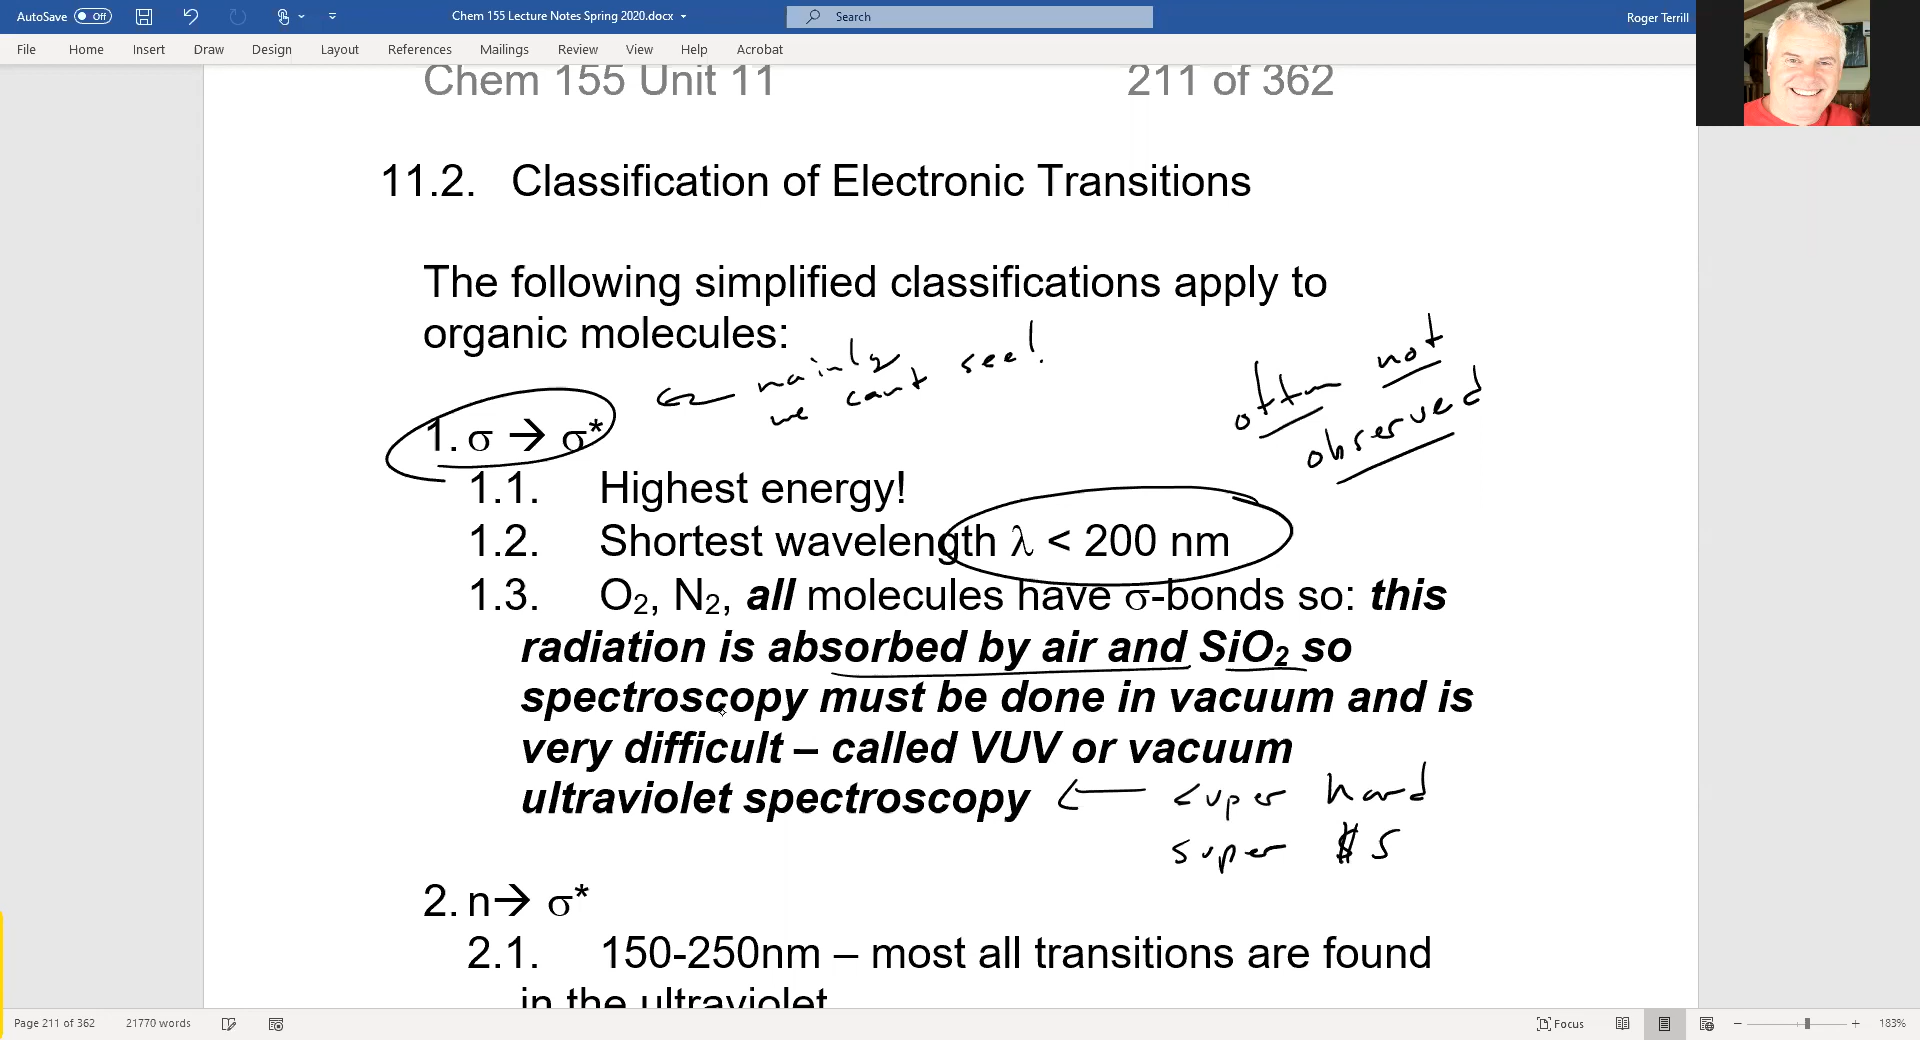 AutoSave Off Chem 155 Lecture Notes Spring 2020.docx Search Roger Terrill
File Home Insert Draw Design Layout References Mailings Review View Help Acrobat
Chem 155 Unit 11 211 of 362
11.2. Classification of Electronic Transitions
The following simplified classifications apply to
organic molecules:
mainly
we cant see!
often not
observed
1. σ → σ*
1.1. Highest energy!
1.2. Shortest wavelength λ < 200 nm
1.3. O₂, N₂, all molecules have σ-bonds so: this
radiation is absorbed by air and SiO₂ so
spectroscopy must be done in vacuum and is
very difficult – called VUV or vacuum
ultraviolet spectroscopy
super hard
super $ s
2. n→ σ*
2.1. 150-250nm – most all transitions are found
in the ultraviolet
Page 211 of 362 21770 words Focus 183%